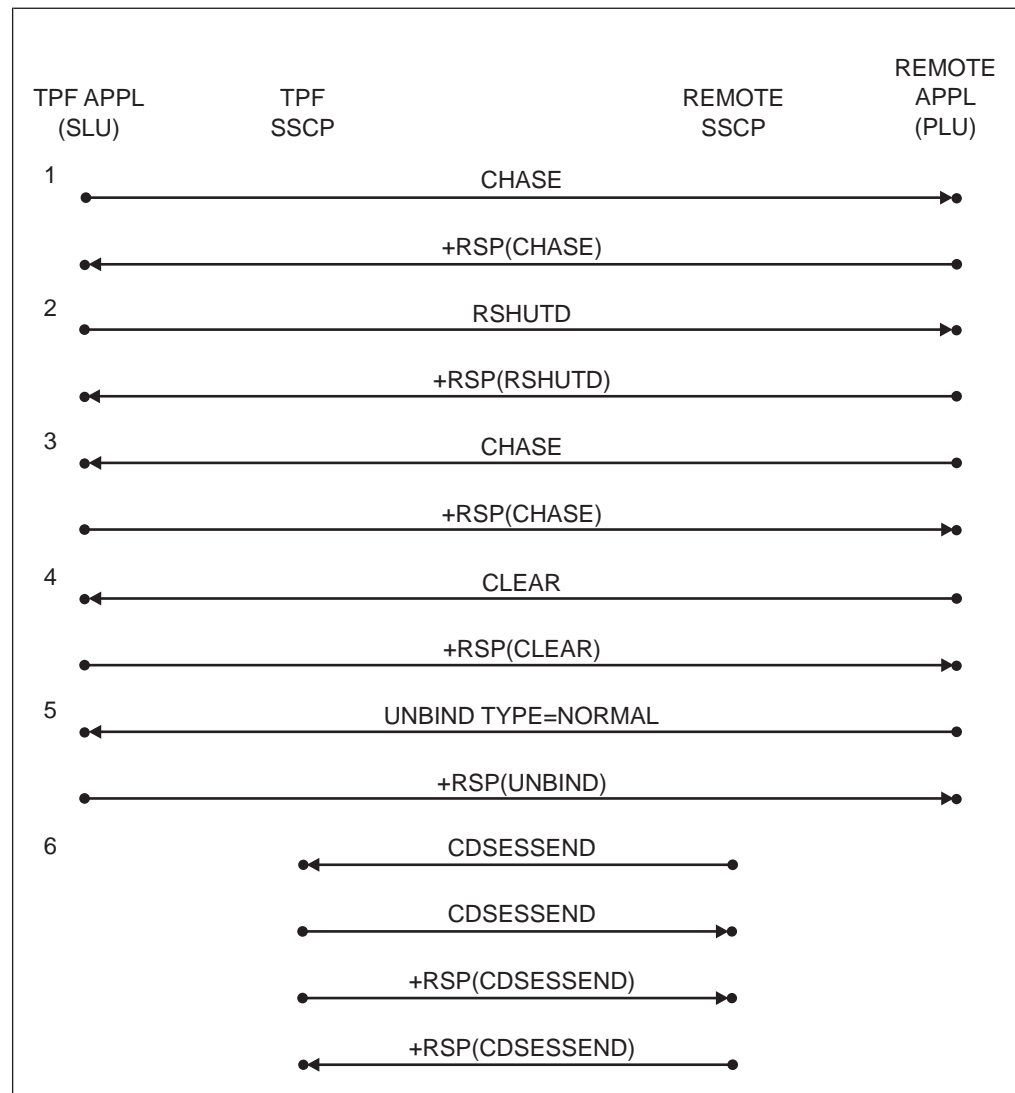 TPF APPL
(SLU)
TPF
SSCP
REMOTE
SSCP
REMOTE
APPL
(PLU)
1
CHASE
+RSP(CHASE)
2
RSHUTD
+RSP(RSHUTD)
3
CHASE
+RSP(CHASE)
4
CLEAR
+RSP(CLEAR)
5
UNBIND TYPE=NORMAL
+RSP(UNBIND)
6
CDSESSEND
CDSESSEND
+RSP(CDSESSEND)
+RSP(CDSESSEND)